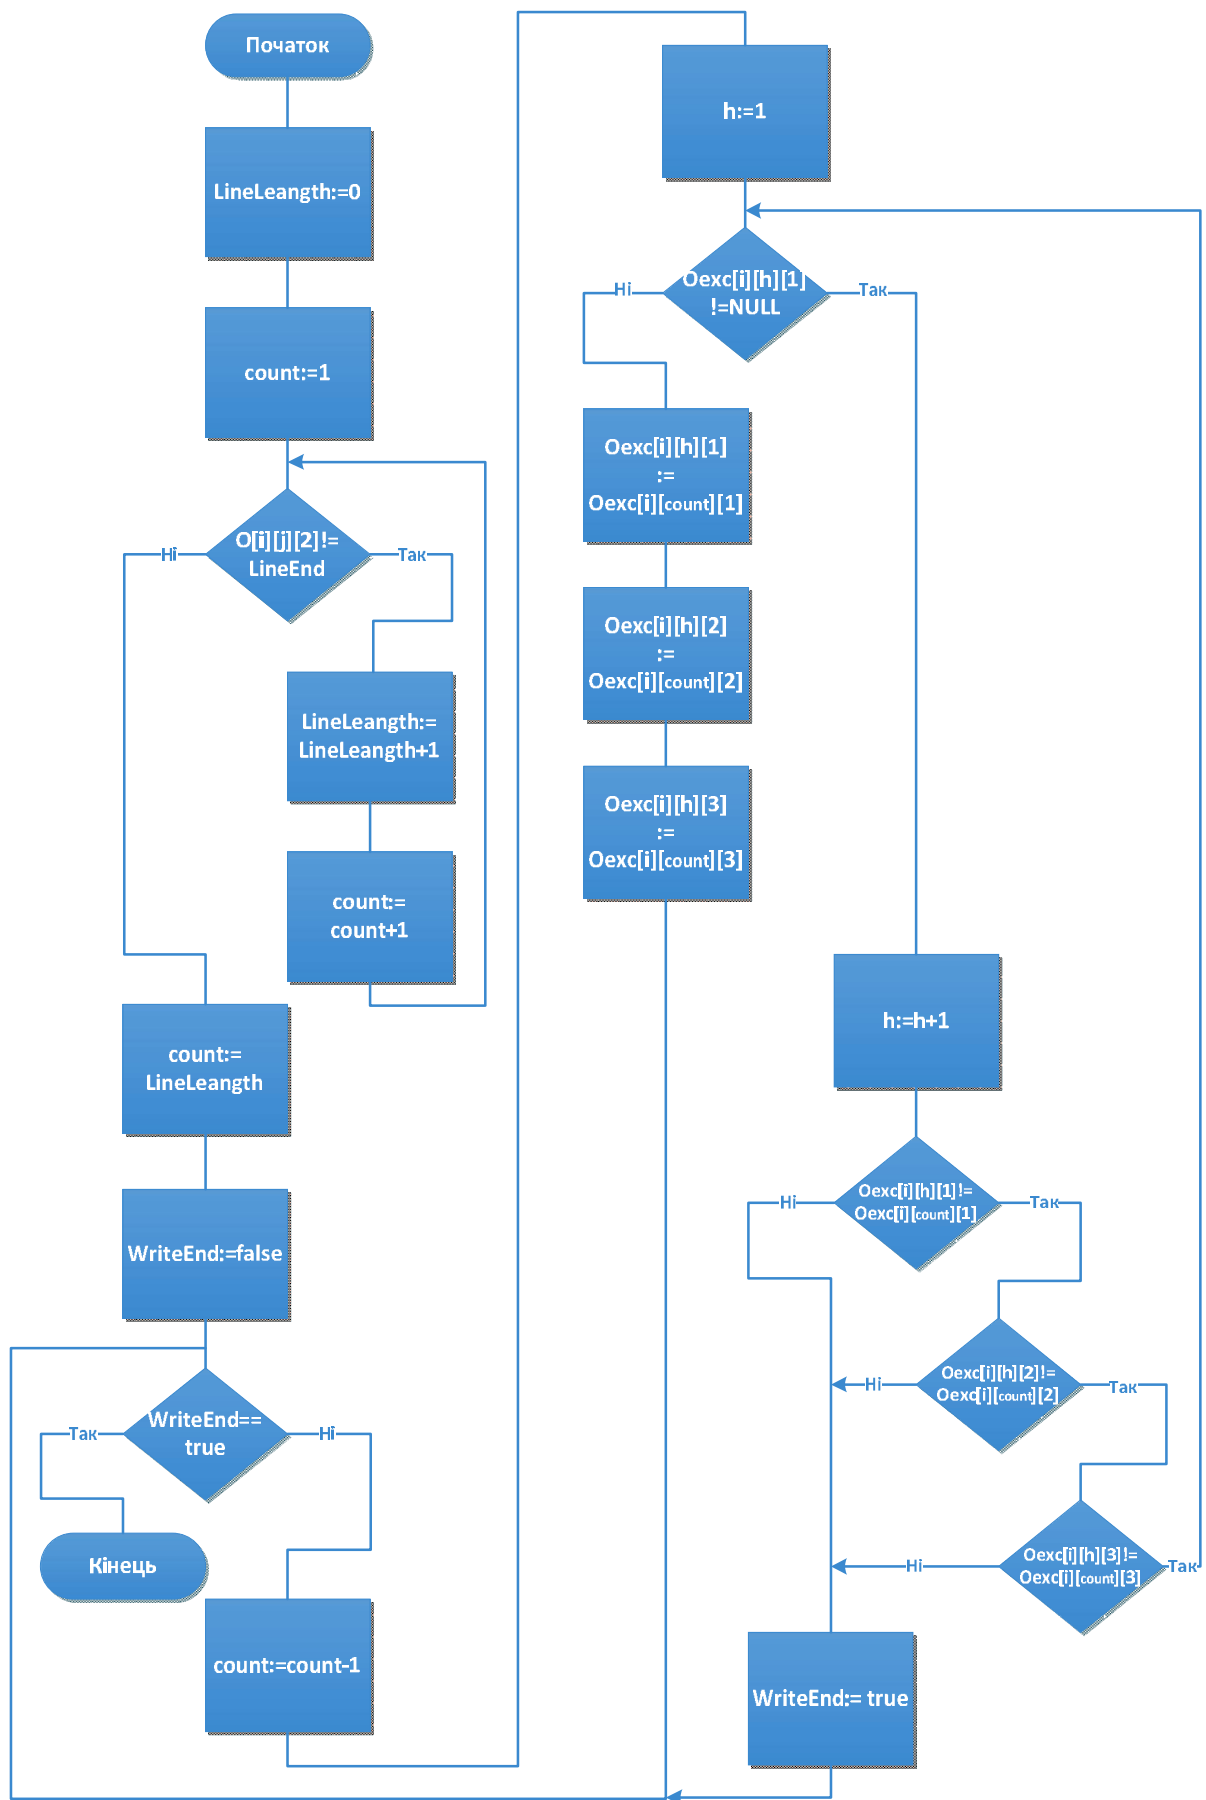 Початок
LineLeangth:=0
count:=1
O[i][j][2]!=
LineEnd
Ні
Так
LineLeangth:=
LineLeangth+1
count:=
count+1
count:=
LineLeangth
WriteEnd:=false
WriteEnd==
true
Так
Ні
Кінець
count:=count-1
h:=1
Oexc[i][h][1]
!=NULL
Ні
Так
Oexc[i][h][1]
:=
Oexc[i][count][1]
Oexc[i][h][2]
:=
Oexc[i][count][2]
Oexc[i][h][3]
:=
Oexc[i][count][3]
h:=h+1
Oexc[i][h][1]!=
Oexc[i][count][1]
Ні
Так
Oexc[i][h][2]!=
Oexc[i][count][2]
Ні
Так
Oexc[i][h][3]!=
Oexc[i][count][3]
Ні
Так
WriteEnd:= true